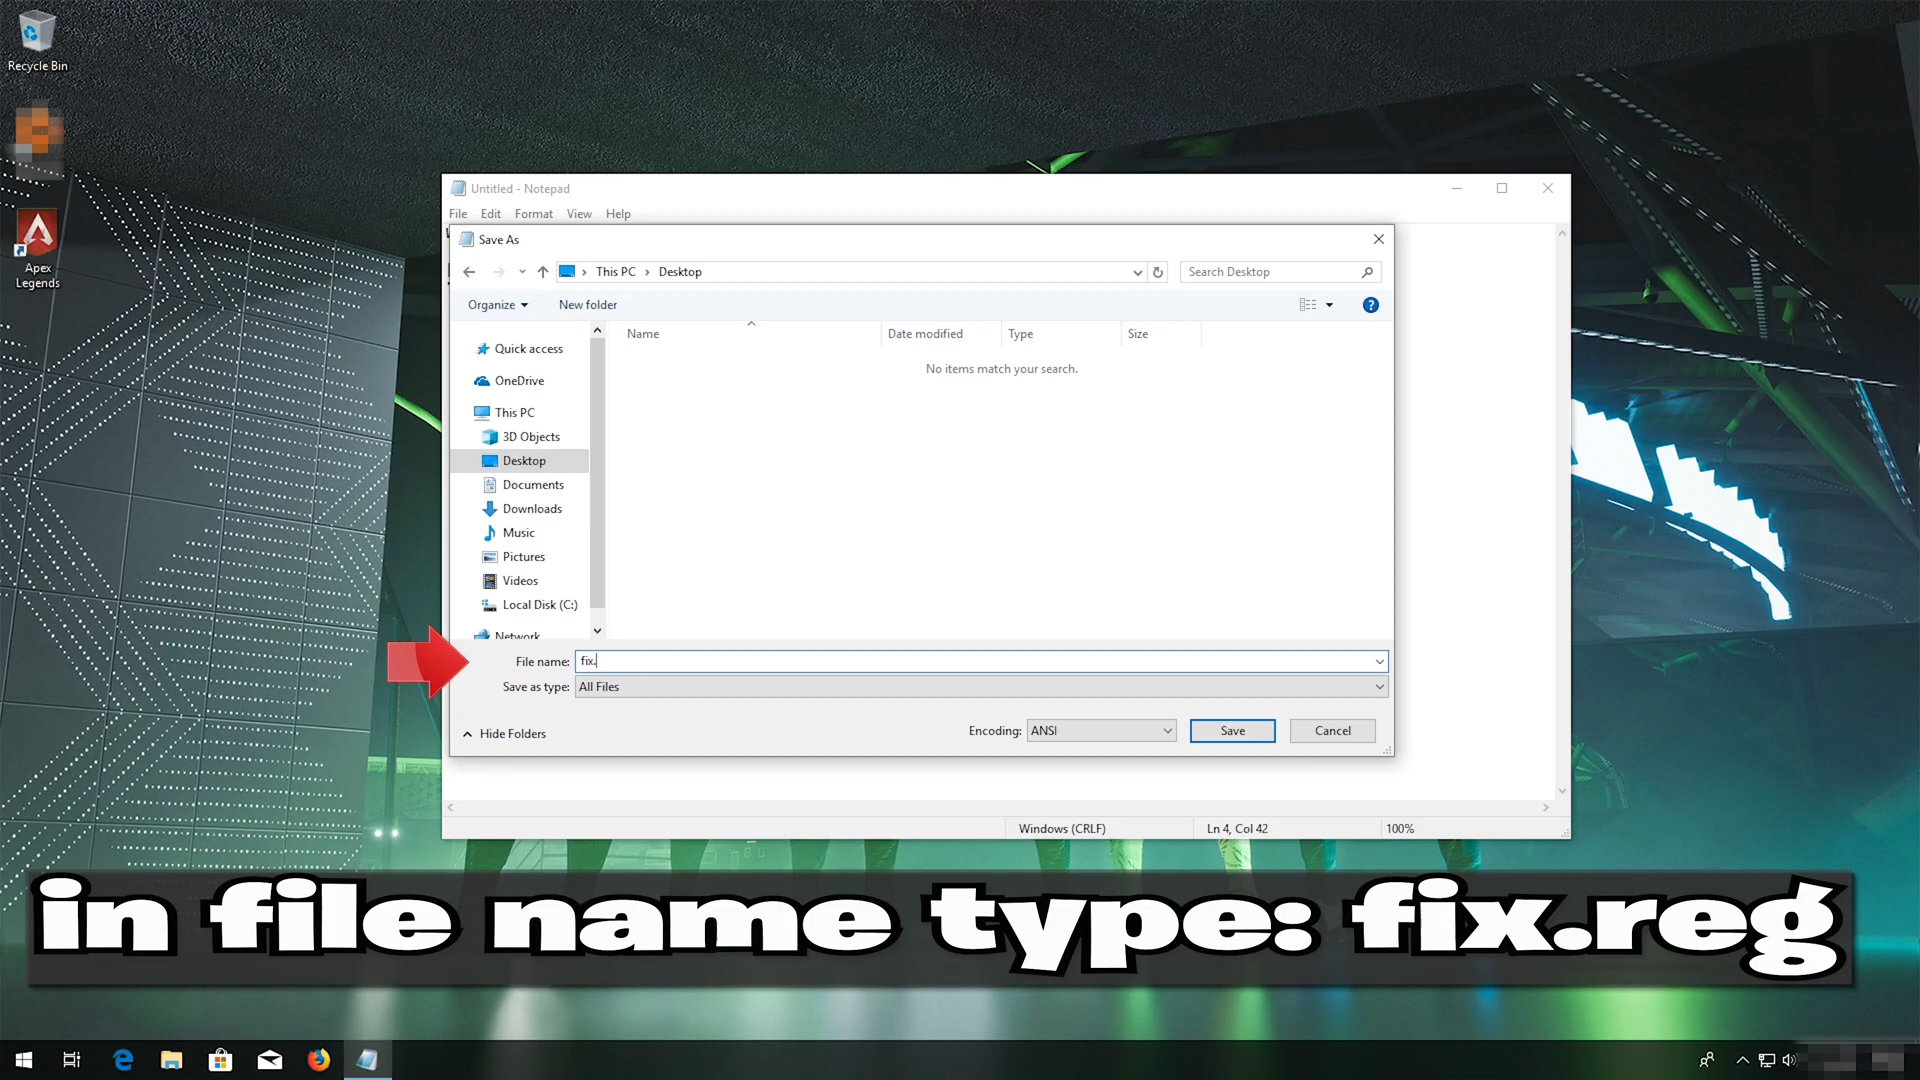 Recycle Bin
Apex
Legends
Untitled - Notepad
File Edit Format View Help
Save As
This PC Desktop
Search Desktop
Organize
New folder
Name
Date modified
Type
Size
No items match your search.
Quick access
OneDrive
This PC
3D Objects
Desktop
Documents
Downloads
Music
Pictures
Videos
Local Disk (C:)
Network
File name: fix.
Save as type: All Files
Hide Folders
Encoding: ANSI
Save
Cancel
Windows (CRLF)
Ln 4, Col 42
100%
in file name type: fix.reg